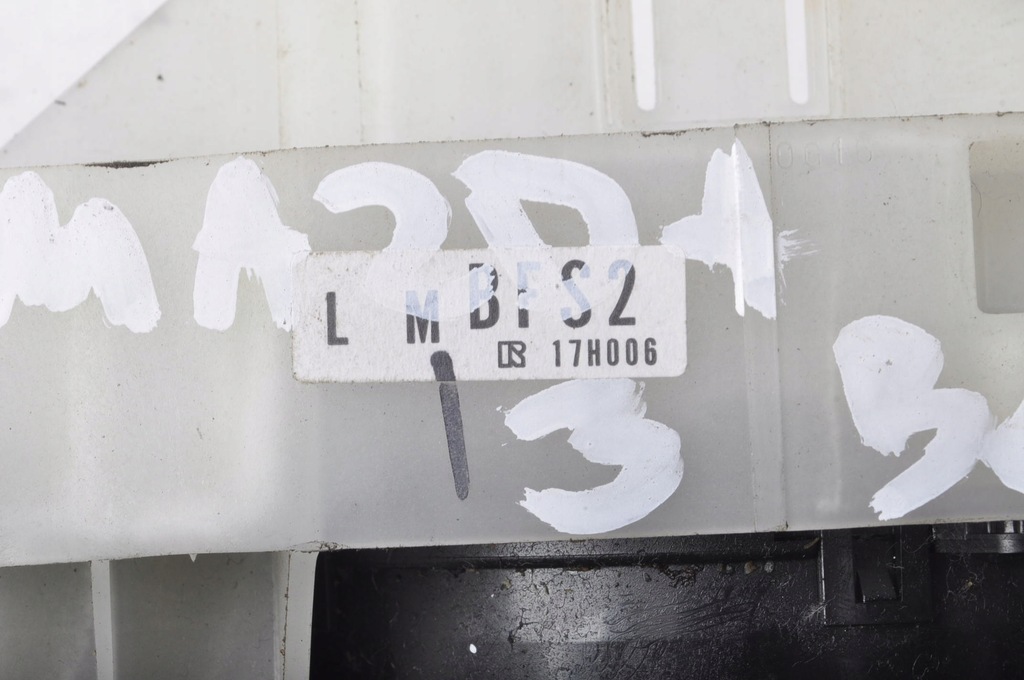 MAZDA
L M BFS2
17H006
3